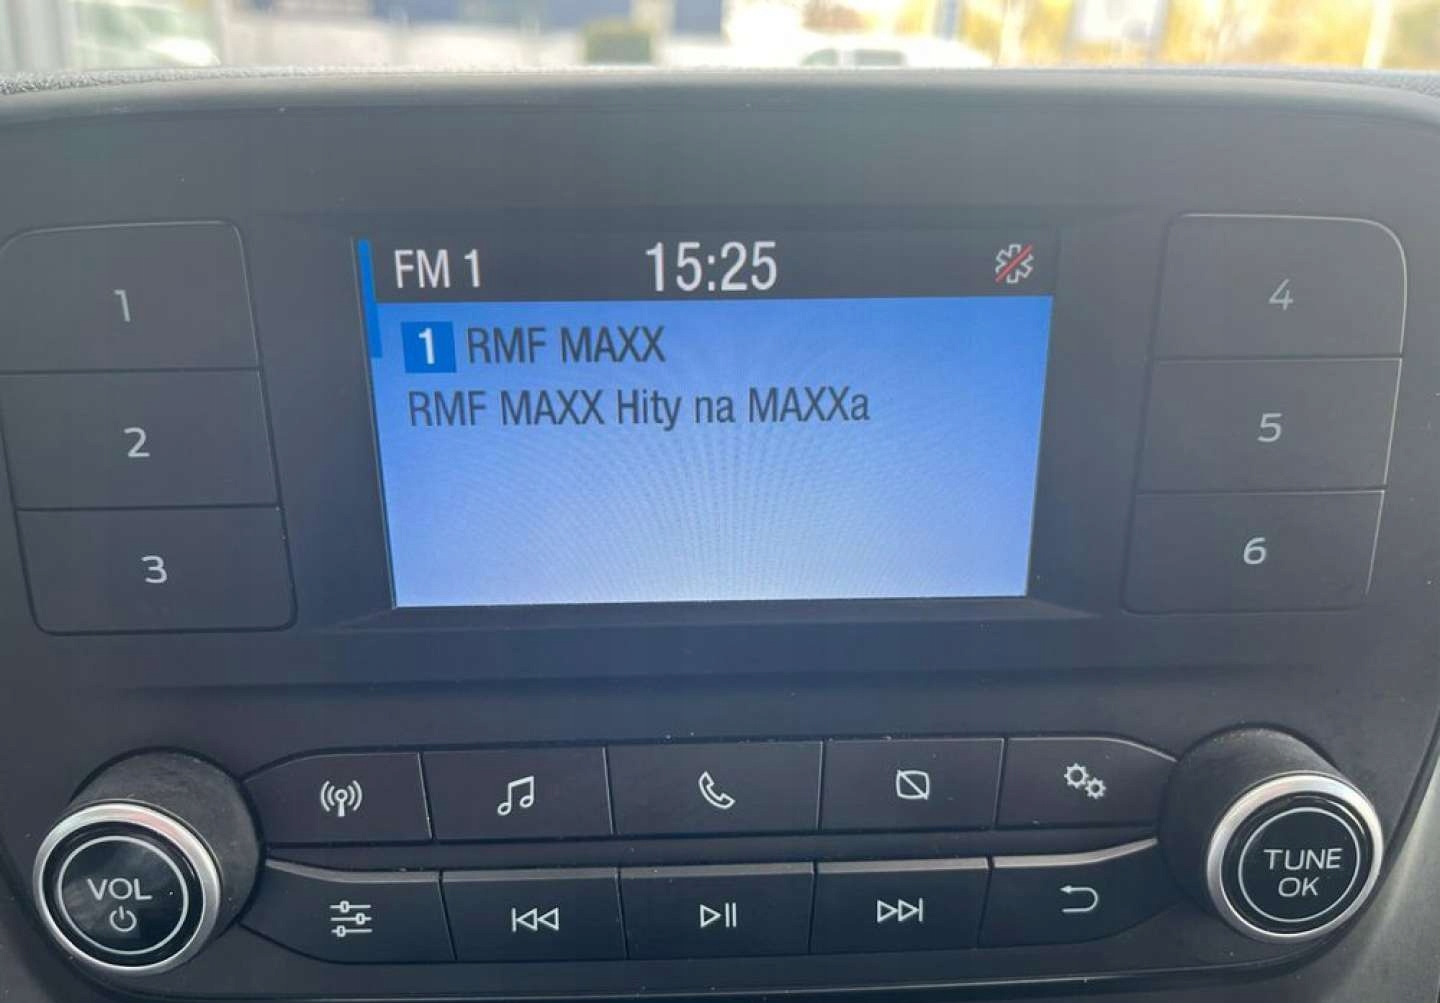 FM 1 15:25
1 RMF MAXX
RMF MAXX Hity na MAXXa
1
2
3
4
5
6
VOL
TUNE
OK